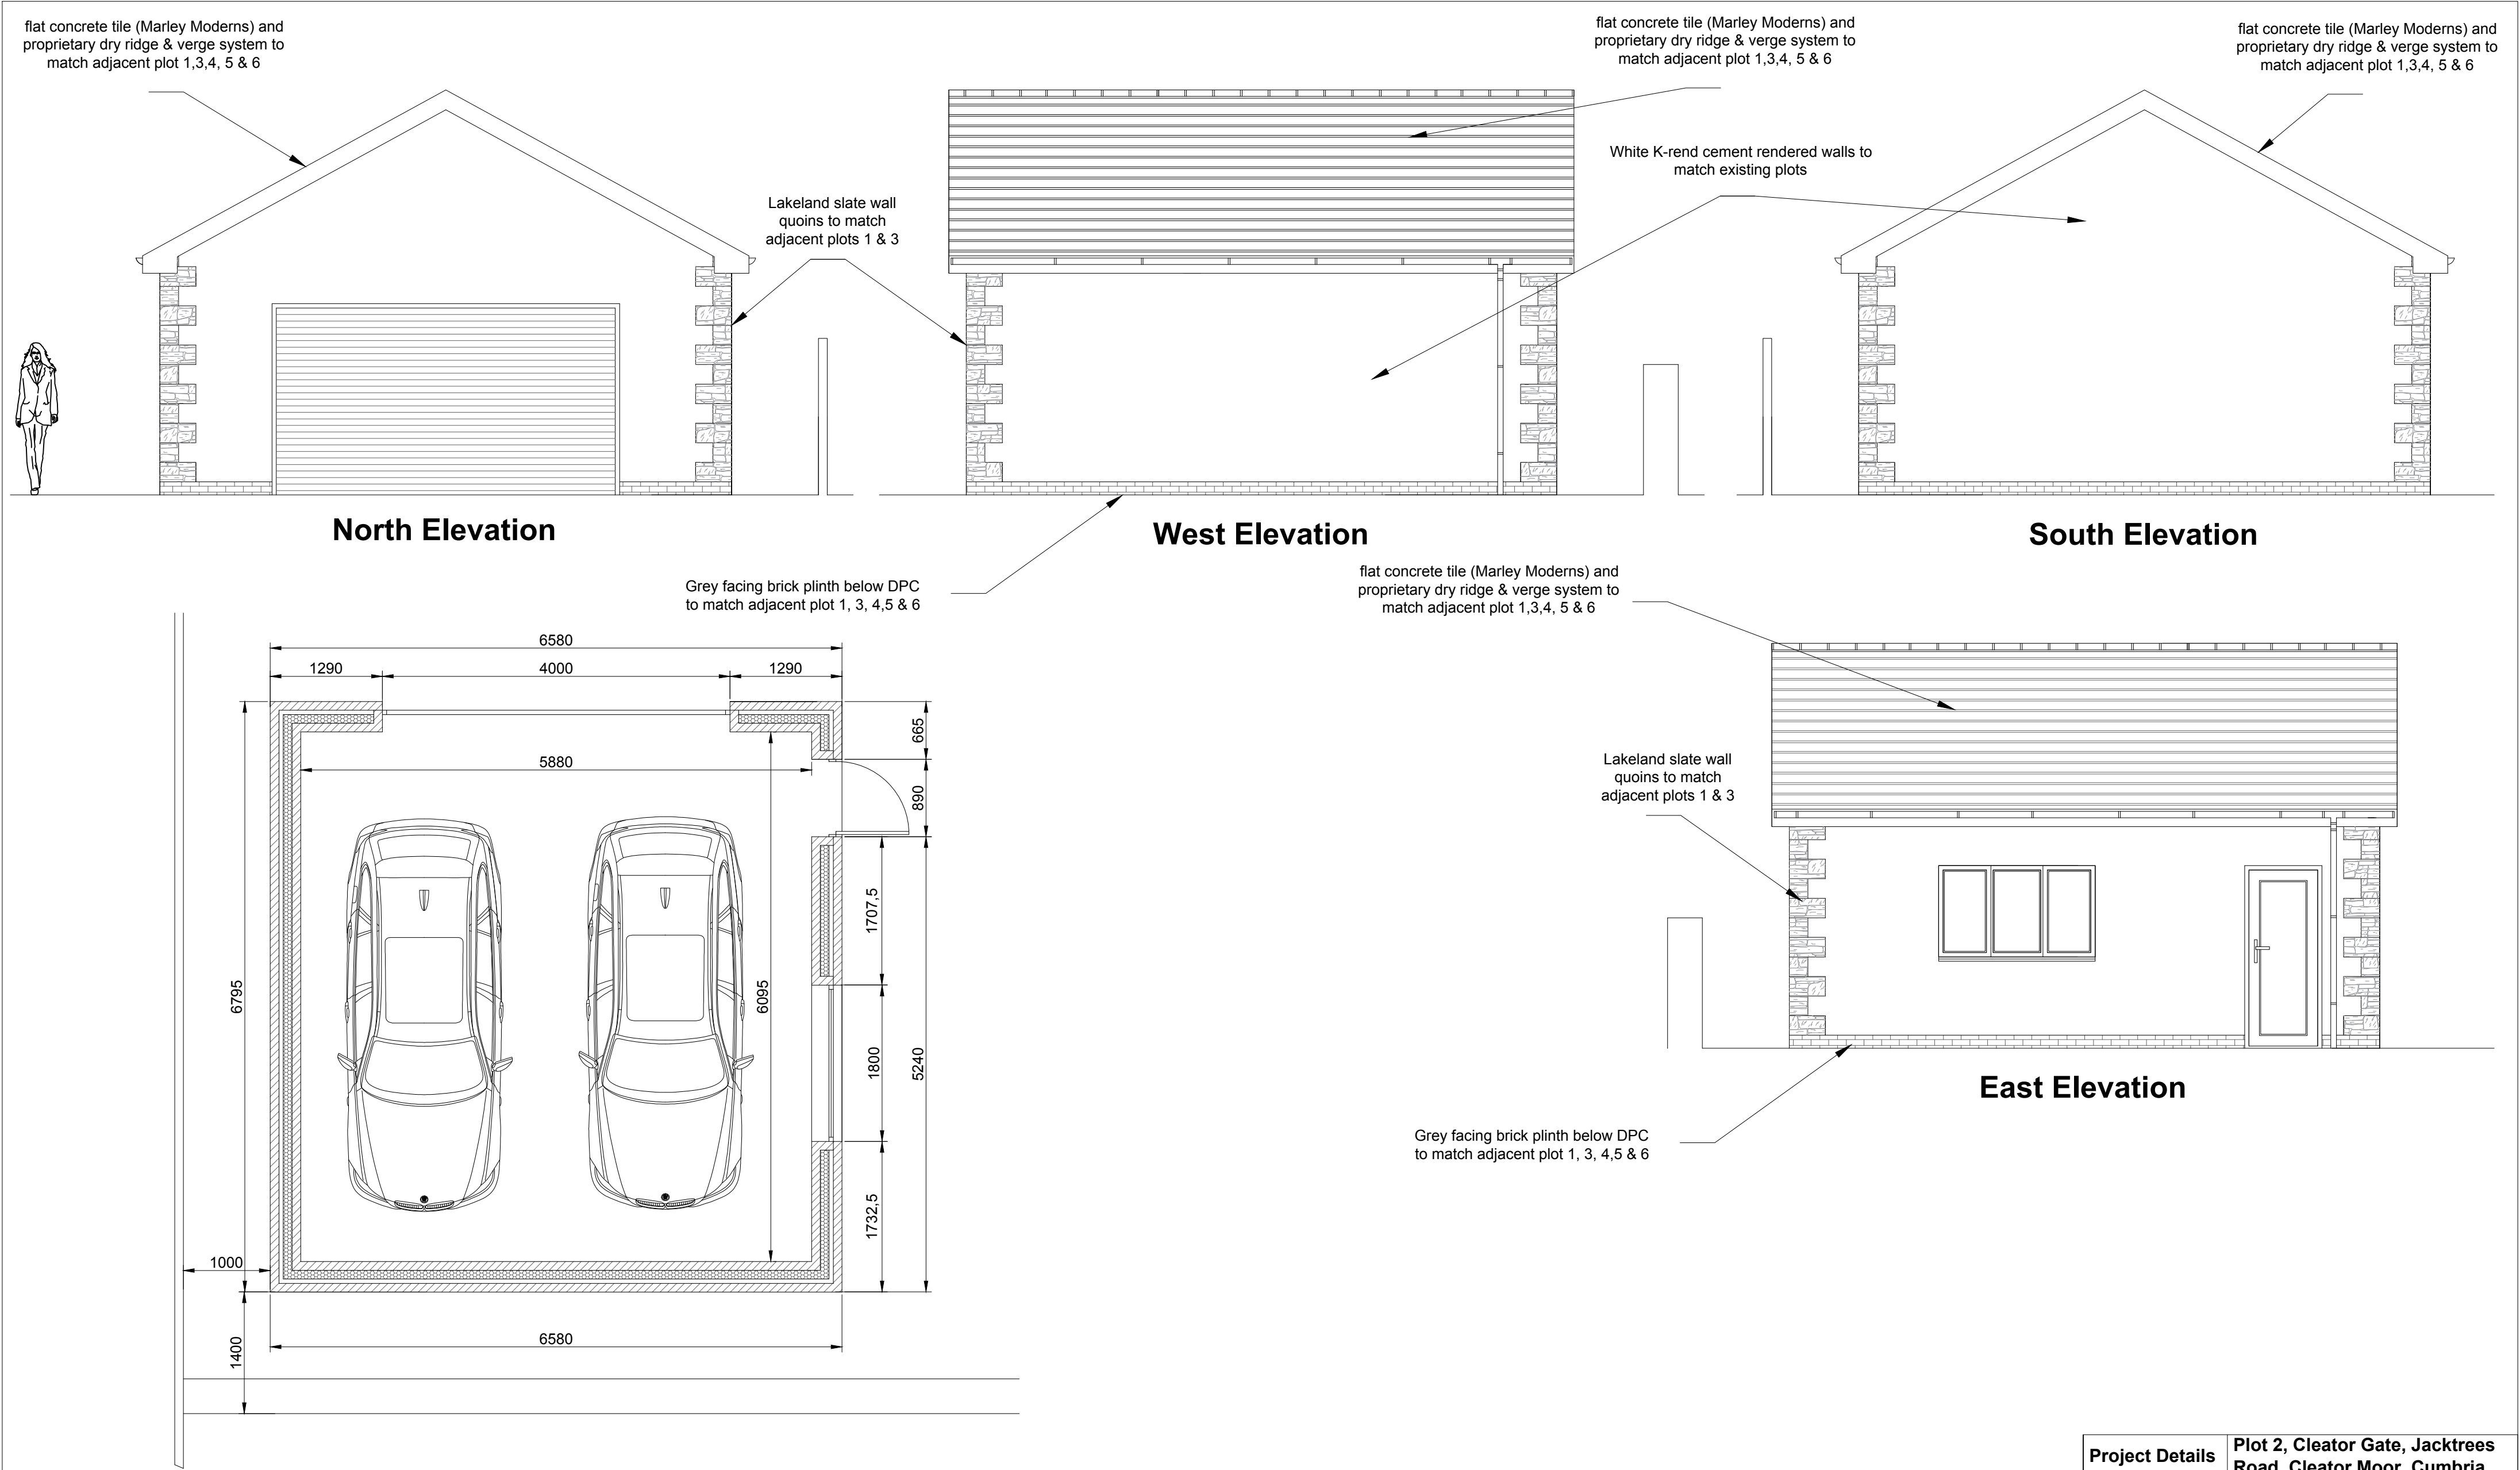 flat concrete tile (Marley Moderns) and
proprietary dry ridge & verge system to
match adjacent plot 1,3,4, 5 & 6
flat concrete tile (Marley Moderns) and
proprietary dry ridge & verge system to
match adjacent plot 1,3,4, 5 & 6
flat concrete tile (Marley Moderns) and
proprietary dry ridge & verge system to
match adjacent plot 1,3,4, 5 & 6
White K-rend cement rendered walls to
match existing plots
Lakeland slate wall
quoins to match
adjacent plots 1 & 3
North Elevation
West Elevation
South Elevation
Grey facing brick plinth below DPC
to match adjacent plot 1, 3, 4,5 & 6
flat concrete tile (Marley Moderns) and
proprietary dry ridge & verge system to
match adjacent plot 1,3,4, 5 & 6
6580
1290
4000
1290
665
5880
890
1707,5
6795
6095
1800
5240
1732,5
1000
1400
6580
Lakeland slate wall
quoins to match
adjacent plots 1 & 3
East Elevation
Grey facing brick plinth below DPC
to match adjacent plot 1, 3, 4,5 & 6
Project Details
Plot 2, Cleator Gate, Jacktrees
Road, Cleator Moor, Cumbria